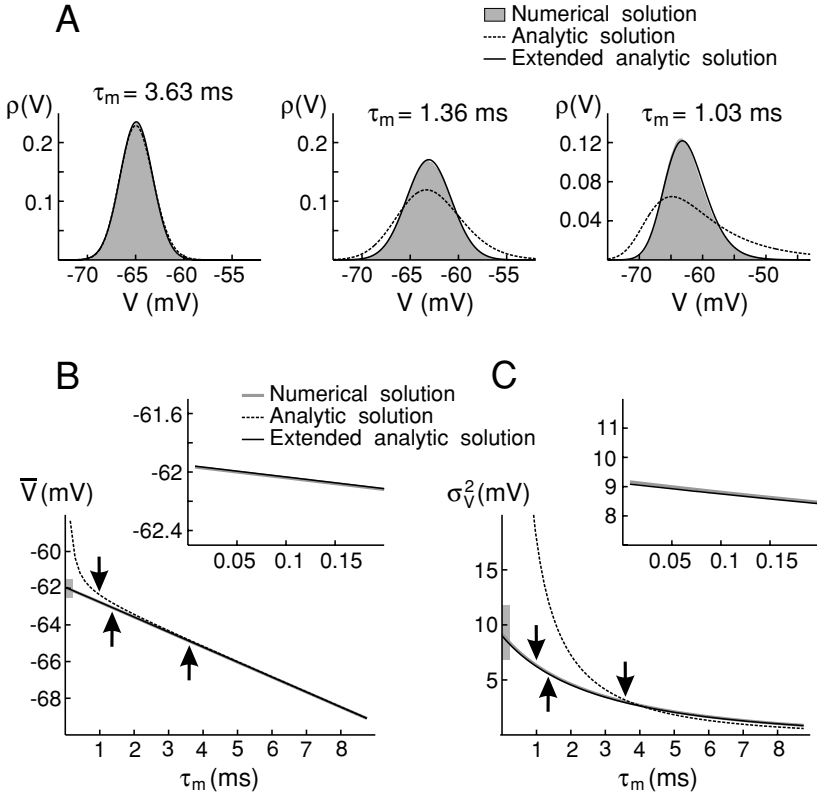 A
Numerical solution
Analytic solution
Extended analytic solution
ρ(V)
τm = 3.63 ms
0.2
0.1
-70 -65 -60 -55
V (mV)
ρ(V)
τm = 1.36 ms
0.2
0.1
-70 -65 -60 -55
V (mV)
ρ(V)
τm = 1.03 ms
0.12
0.08
0.04
-70 -60 -50
V (mV)
B
Numerical solution
Analytic solution
Extended analytic solution
-61.6
-62
-62.4
0.05 0.1 0.15
V̅ (mV)
-60
-62
-64
-66
-68
1 2 3 4 5 6 7 8
τm (ms)
C
11
10
9
8
0.05 0.1 0.15
σV² (mV)
15
10
5
1 2 3 4 5 6 7 8
τm (ms)